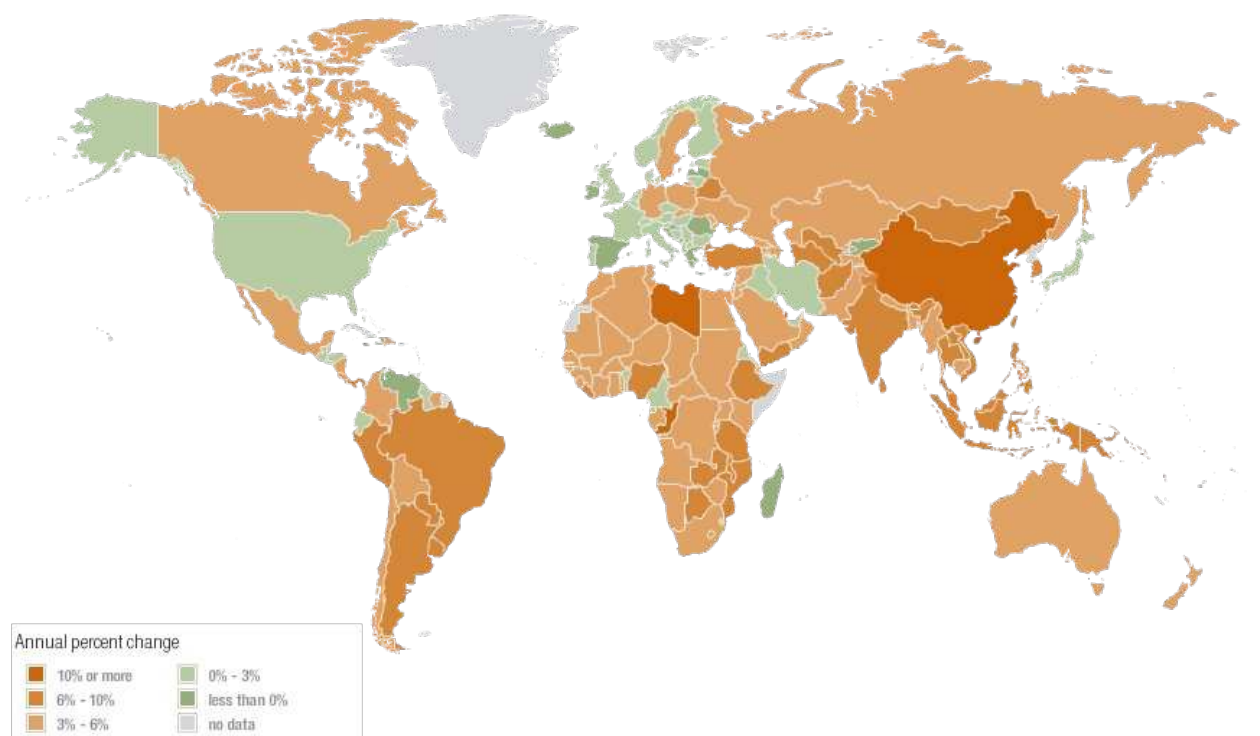 Annual percent change
10% or more
6% - 10%
3% - 6%
0% - 3%
less than 0%
no data